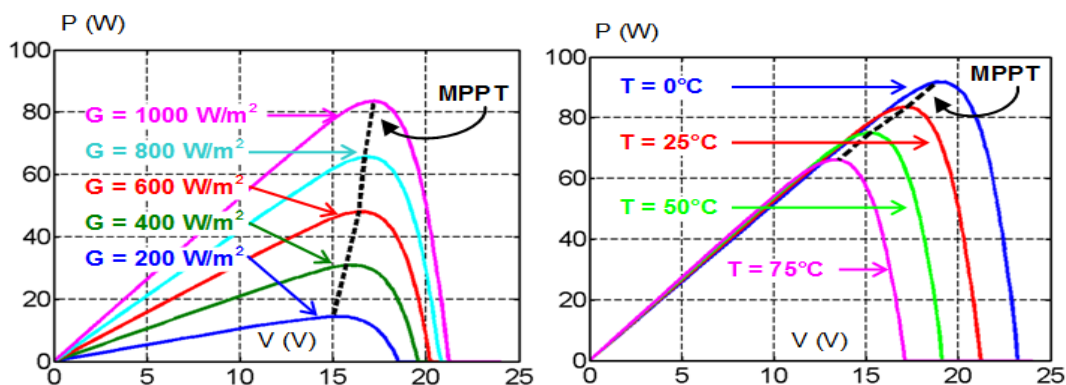 P (W)
100
80
60
40
20
0
MPPT
G = 1000 W/m²
G = 800 W/m²
G = 600 W/m²
G = 400 W/m²
G = 200 W/m²
V (V)
0 5 10 15 20 25
P (W)
100
80
60
40
20
0
MPPT
T = 0°C
T = 25°C
T = 50°C
T = 75°C
V (V)
0 5 10 15 20 25